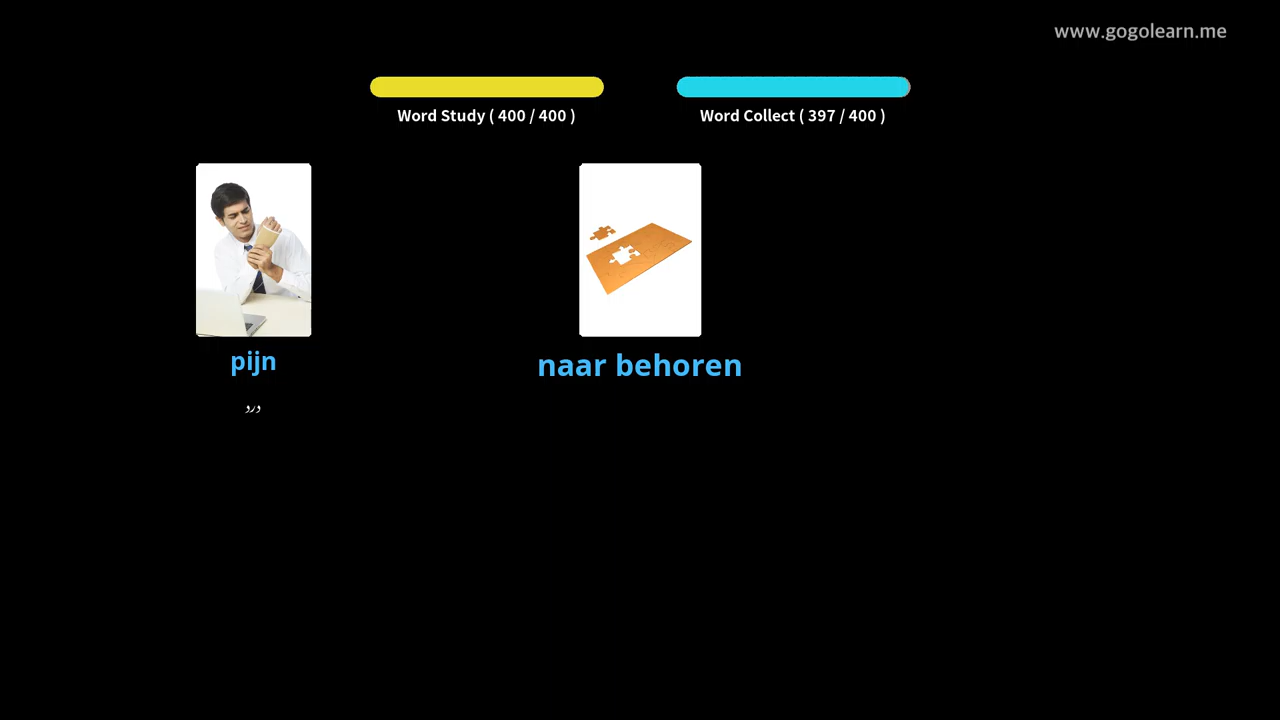 www.gogolearn.me
Word Study ( 400 / 400 )
Word Collect ( 397 / 400 )
pijn
naar behoren
درد